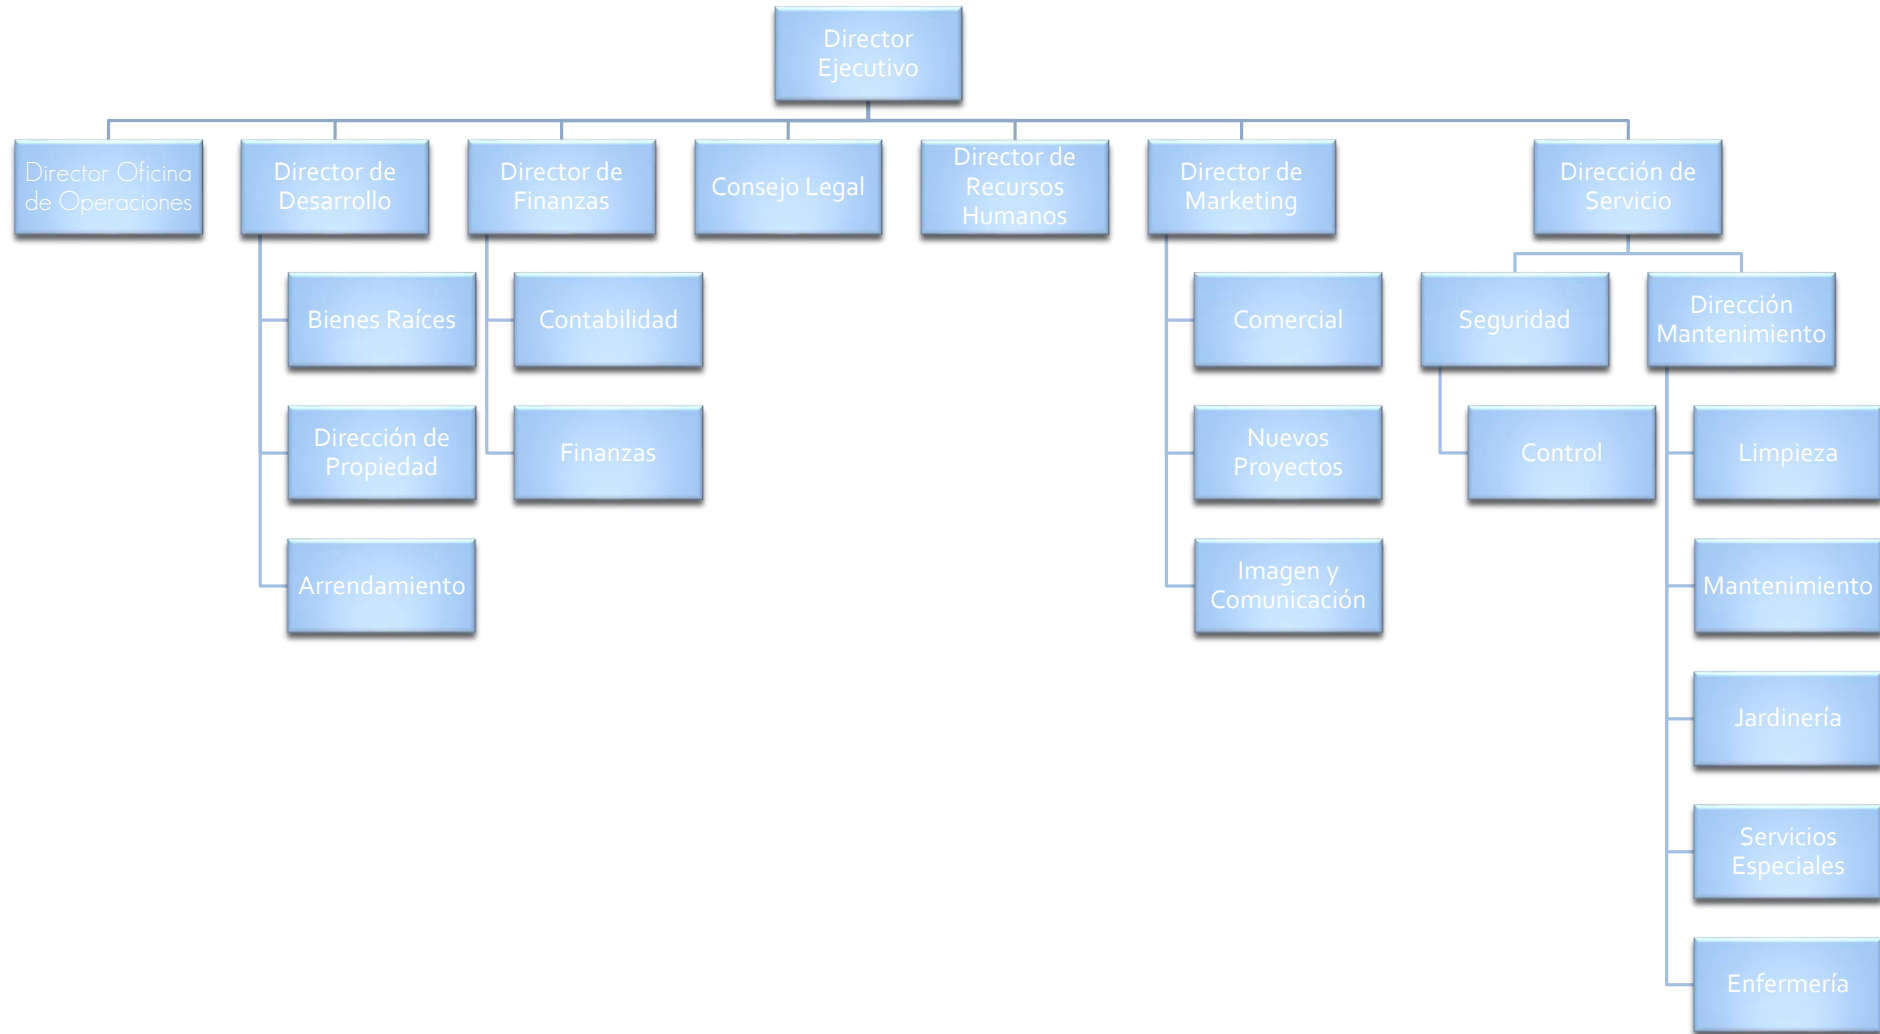 Director
Ejecutivo
Director Oficina
de Operaciones
Director de
Desarrollo
Director de
Finanzas
Consejo Legal
Director de
Recursos
Humanos
Director de
Marketing
Dirección de
Servicio
Bienes Raíces
Contabilidad
Comercial
Seguridad
Dirección
Mantenimiento
Dirección de
Propiedad
Finanzas
Nuevos
Proyectos
Control
Limpieza
Arrendamiento
Imagen y
Comunicación
Mantenimiento
Jardinería
Servicios
Especiales
Enfermería